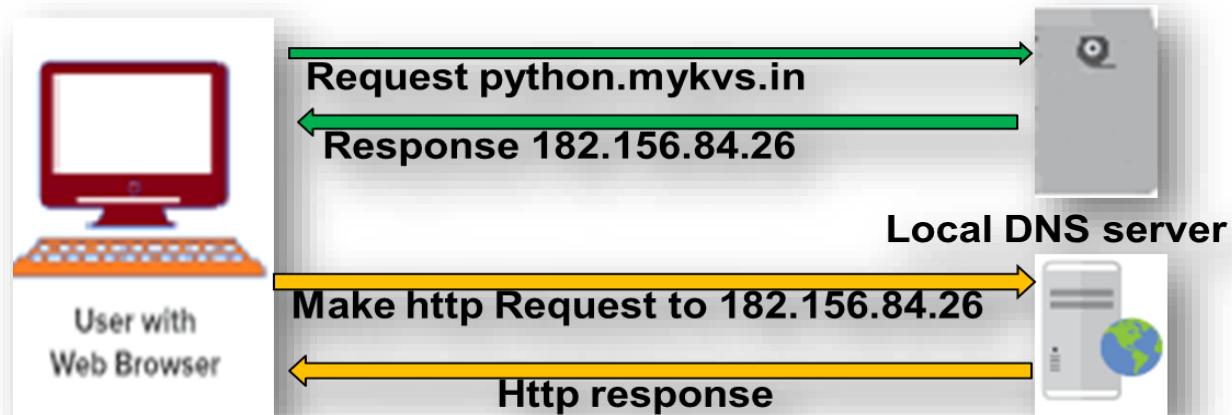 Request python.mykvs.in
Response 182.156.84.26
Local DNS server
Make http Request to 182.156.84.26
User with
Web Browser
Http response